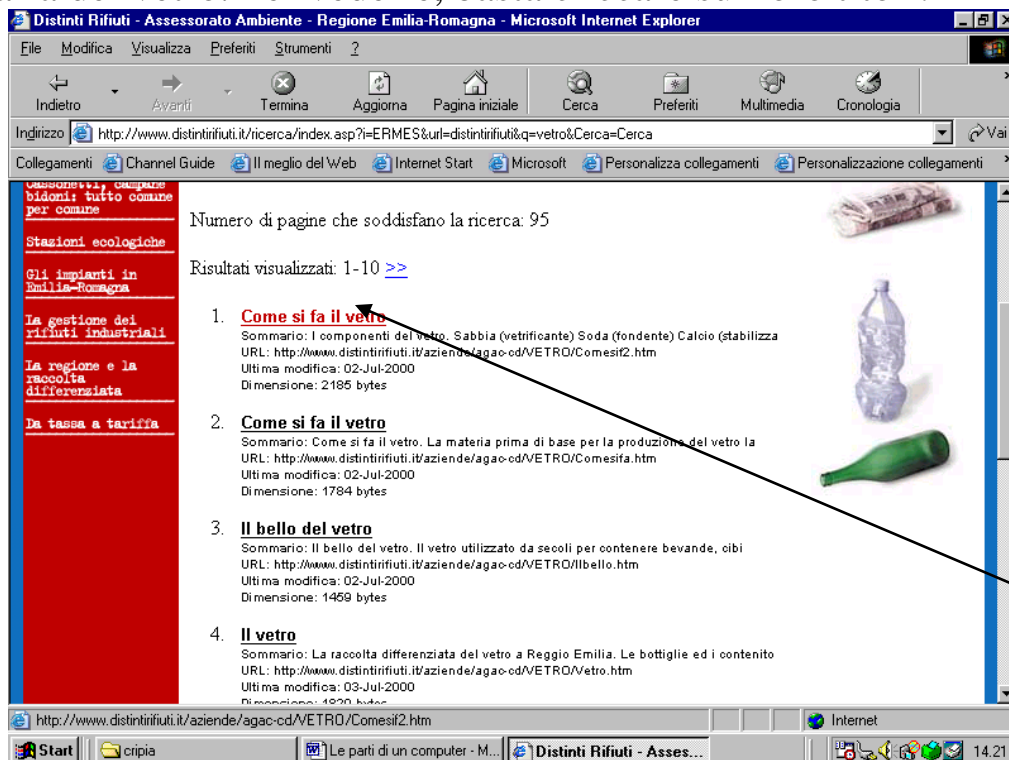 Distinti Rifiuti - Assessorato Ambiente - Regione Emilia-Romagna - Microsoft Internet Explorer
File Modifica Visualizza Preferiti Strumenti ?
Indietro Avanti Termina Aggiorna Pagina iniziale Cerca Preferiti Multimedia Cronologia
Indirizzo http://www.distintirifiuti.it/ricerca/index.asp?i=ERMES&url=distintirifiuti&q=vetro&Cerca=Cerca Vai
Collegamenti Channel Guide Il meglio del Web Internet Start Microsoft Personalizza collegamenti Personalizzazione collegamenti
Cassonetti, campane
bidoni: tutto comune
per comune
Stazioni ecologiche
Gli impianti in
Emilia-Romagna
La gestione dei
rifiuti industriali
La regione e la
raccolta
differenziata
Da tassa a tariffa
Numero di pagine che soddisfano la ricerca: 95
Risultati visualizzati: 1-10 >>
1. Come si fa il vetro
Sommario: I componenti del vetro. Sabbia (vetrificante) Soda (fondente) Calcio (stabilizza
URL: http://www.distintirifiuti.it/aziende/agac-cd/VETRO/Comesif2.htm
Ultima modifica: 02-Jul-2000
Dimensione: 2185 bytes
2. Come si fa il vetro
Sommario: Come si fa il vetro. La materia prima di base per la produzione del vetro la
URL: http://www.distintirifiuti.it/aziende/agac-cd/VETRO/Comesifa.htm
Ultima modifica: 02-Jul-2000
Dimensione: 1784 bytes
3. Il bello del vetro
Sommario: Il bello del vetro. Il vetro utilizzato da secoli per contenere bevande, cibi
URL: http://www.distintirifiuti.it/aziende/agac-cd/VETRO/Ilbello.htm
Ultima modifica: 02-Jul-2000
Dimensione: 1459 bytes
4. Il vetro
Sommario: La raccolta differenziata del vetro a Reggio Emilia. Le bottiglie ed i contenito
URL: http://www.distintirifiuti.it/aziende/agac-cd/VETRO/Vetro.htm
Ultima modifica: 03-Jul-2000
Dimensione: 1820 bytes
http://www.distintirifiuti.it/aziende/agac-cd/VETRO/Comesif2.htm Internet
Start cripia Le parti di un computer - M... Distinti Rifiuti - Asses... 14.21